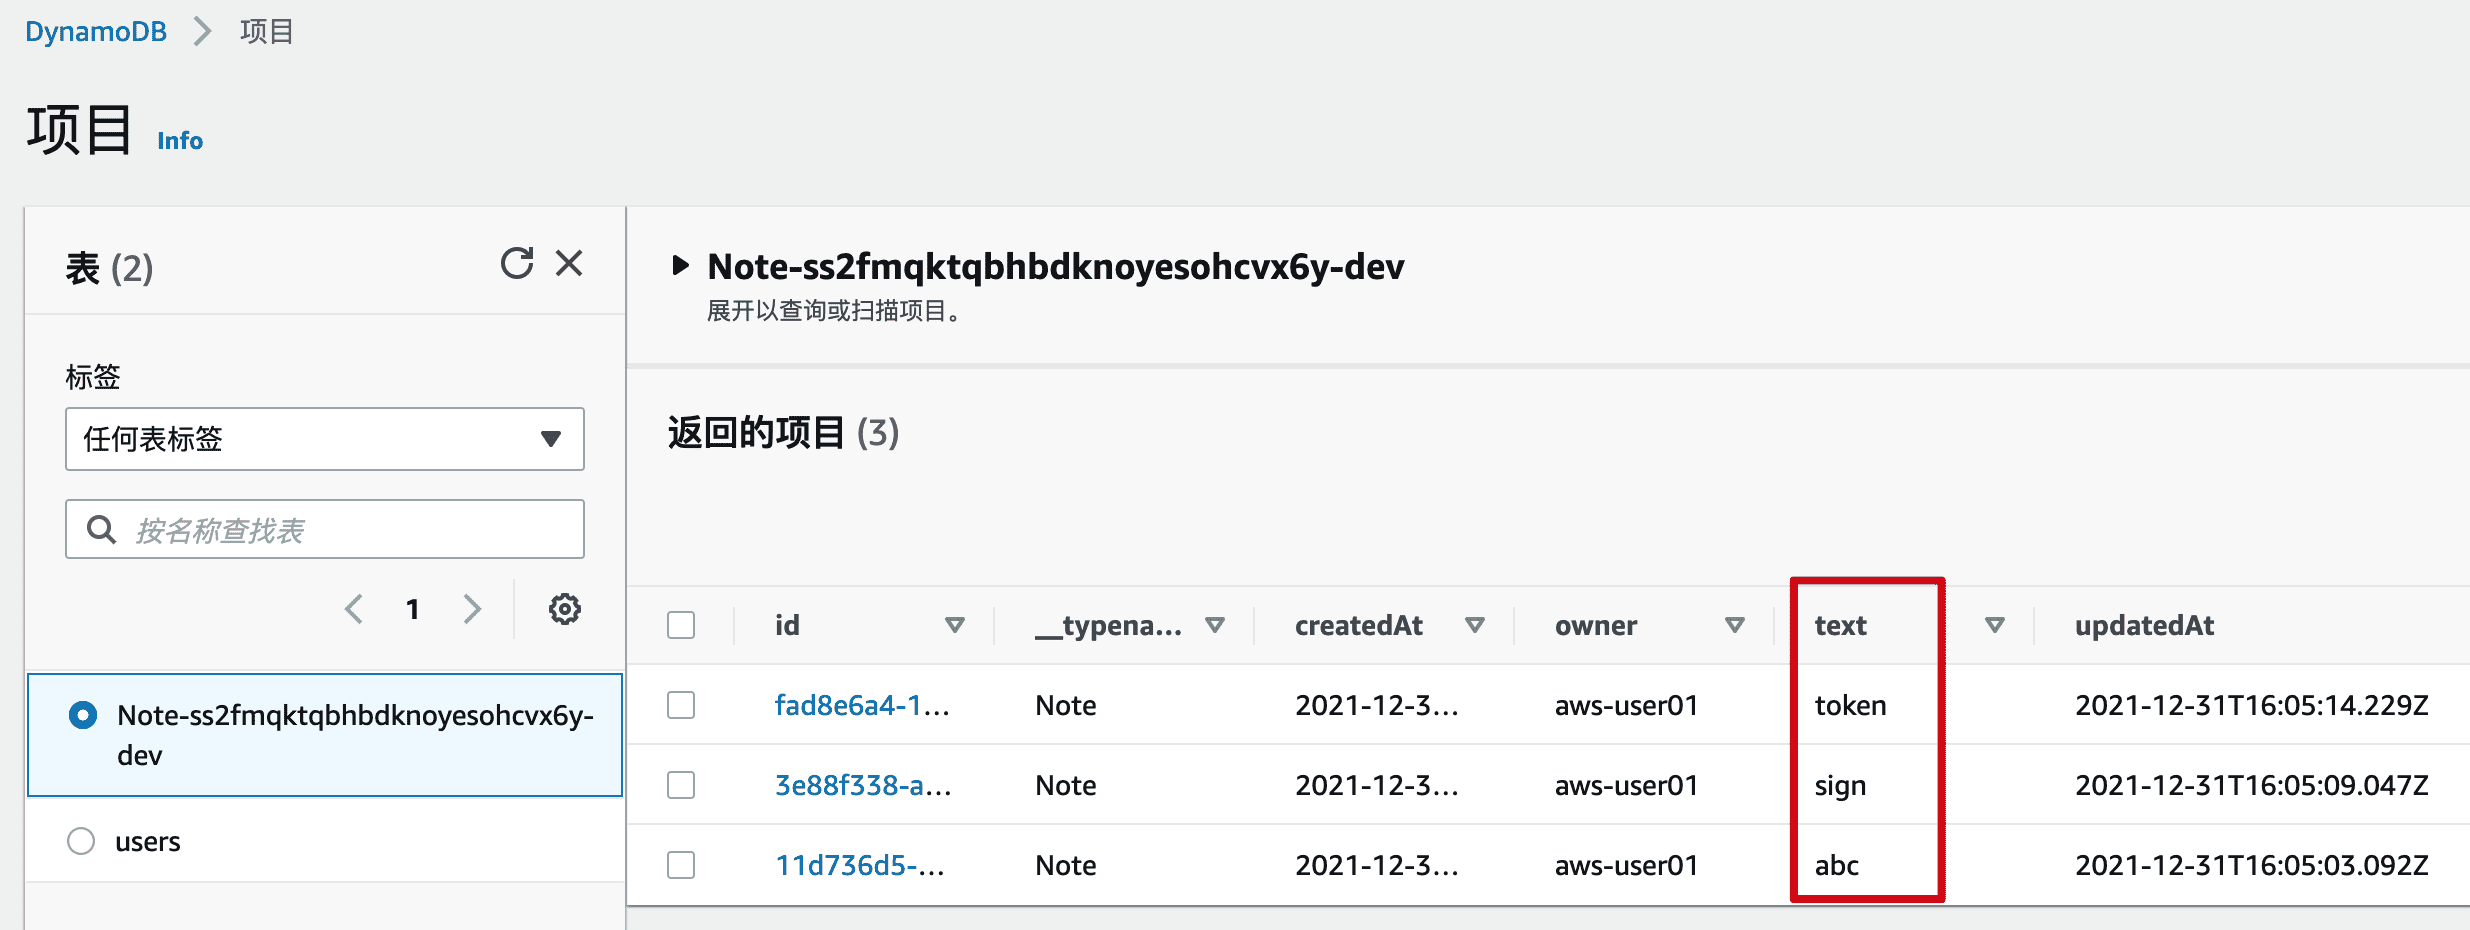 DynamoDB 项目
项目 Info
表 (2)
标签
任何表标签
按名称查找表
1
Note-ss2fmqktqbhbdknoyesohcvx6y-
dev
users
Note-ss2fmqktqbhbdknoyesohcvx6y-dev
展开以查询或扫描项目。
返回的项目 (3)
id __typena... createdAt owner text updatedAt
fad8e6a4-1... Note 2021-12-3... aws-user01 token 2021-12-31T16:05:14.229Z
3e88f338-a... Note 2021-12-3... aws-user01 sign 2021-12-31T16:05:09.047Z
11d736d5-... Note 2021-12-3... aws-user01 abc 2021-12-31T16:05:03.092Z